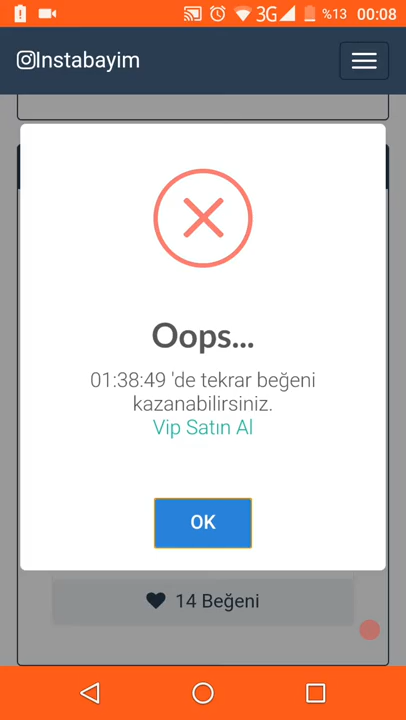 3G %13 00:08
Instabayim
Oops...
01:38:49 'de tekrar beğeni
kazanabilirsiniz.
Vip Satın Al
OK
14 Beğeni